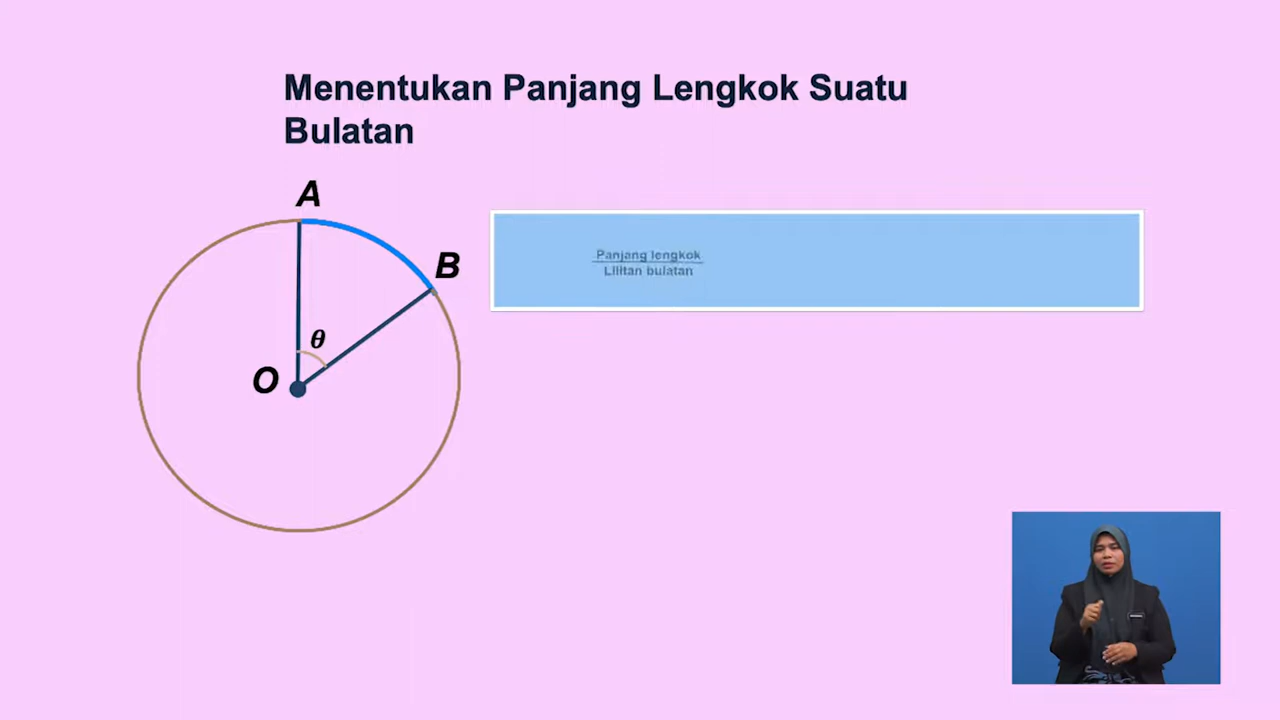 Menentukan Panjang Lengkok Suatu
Bulatan
A
B
θ
O
Panjang lengkok
Lilitan bulatan